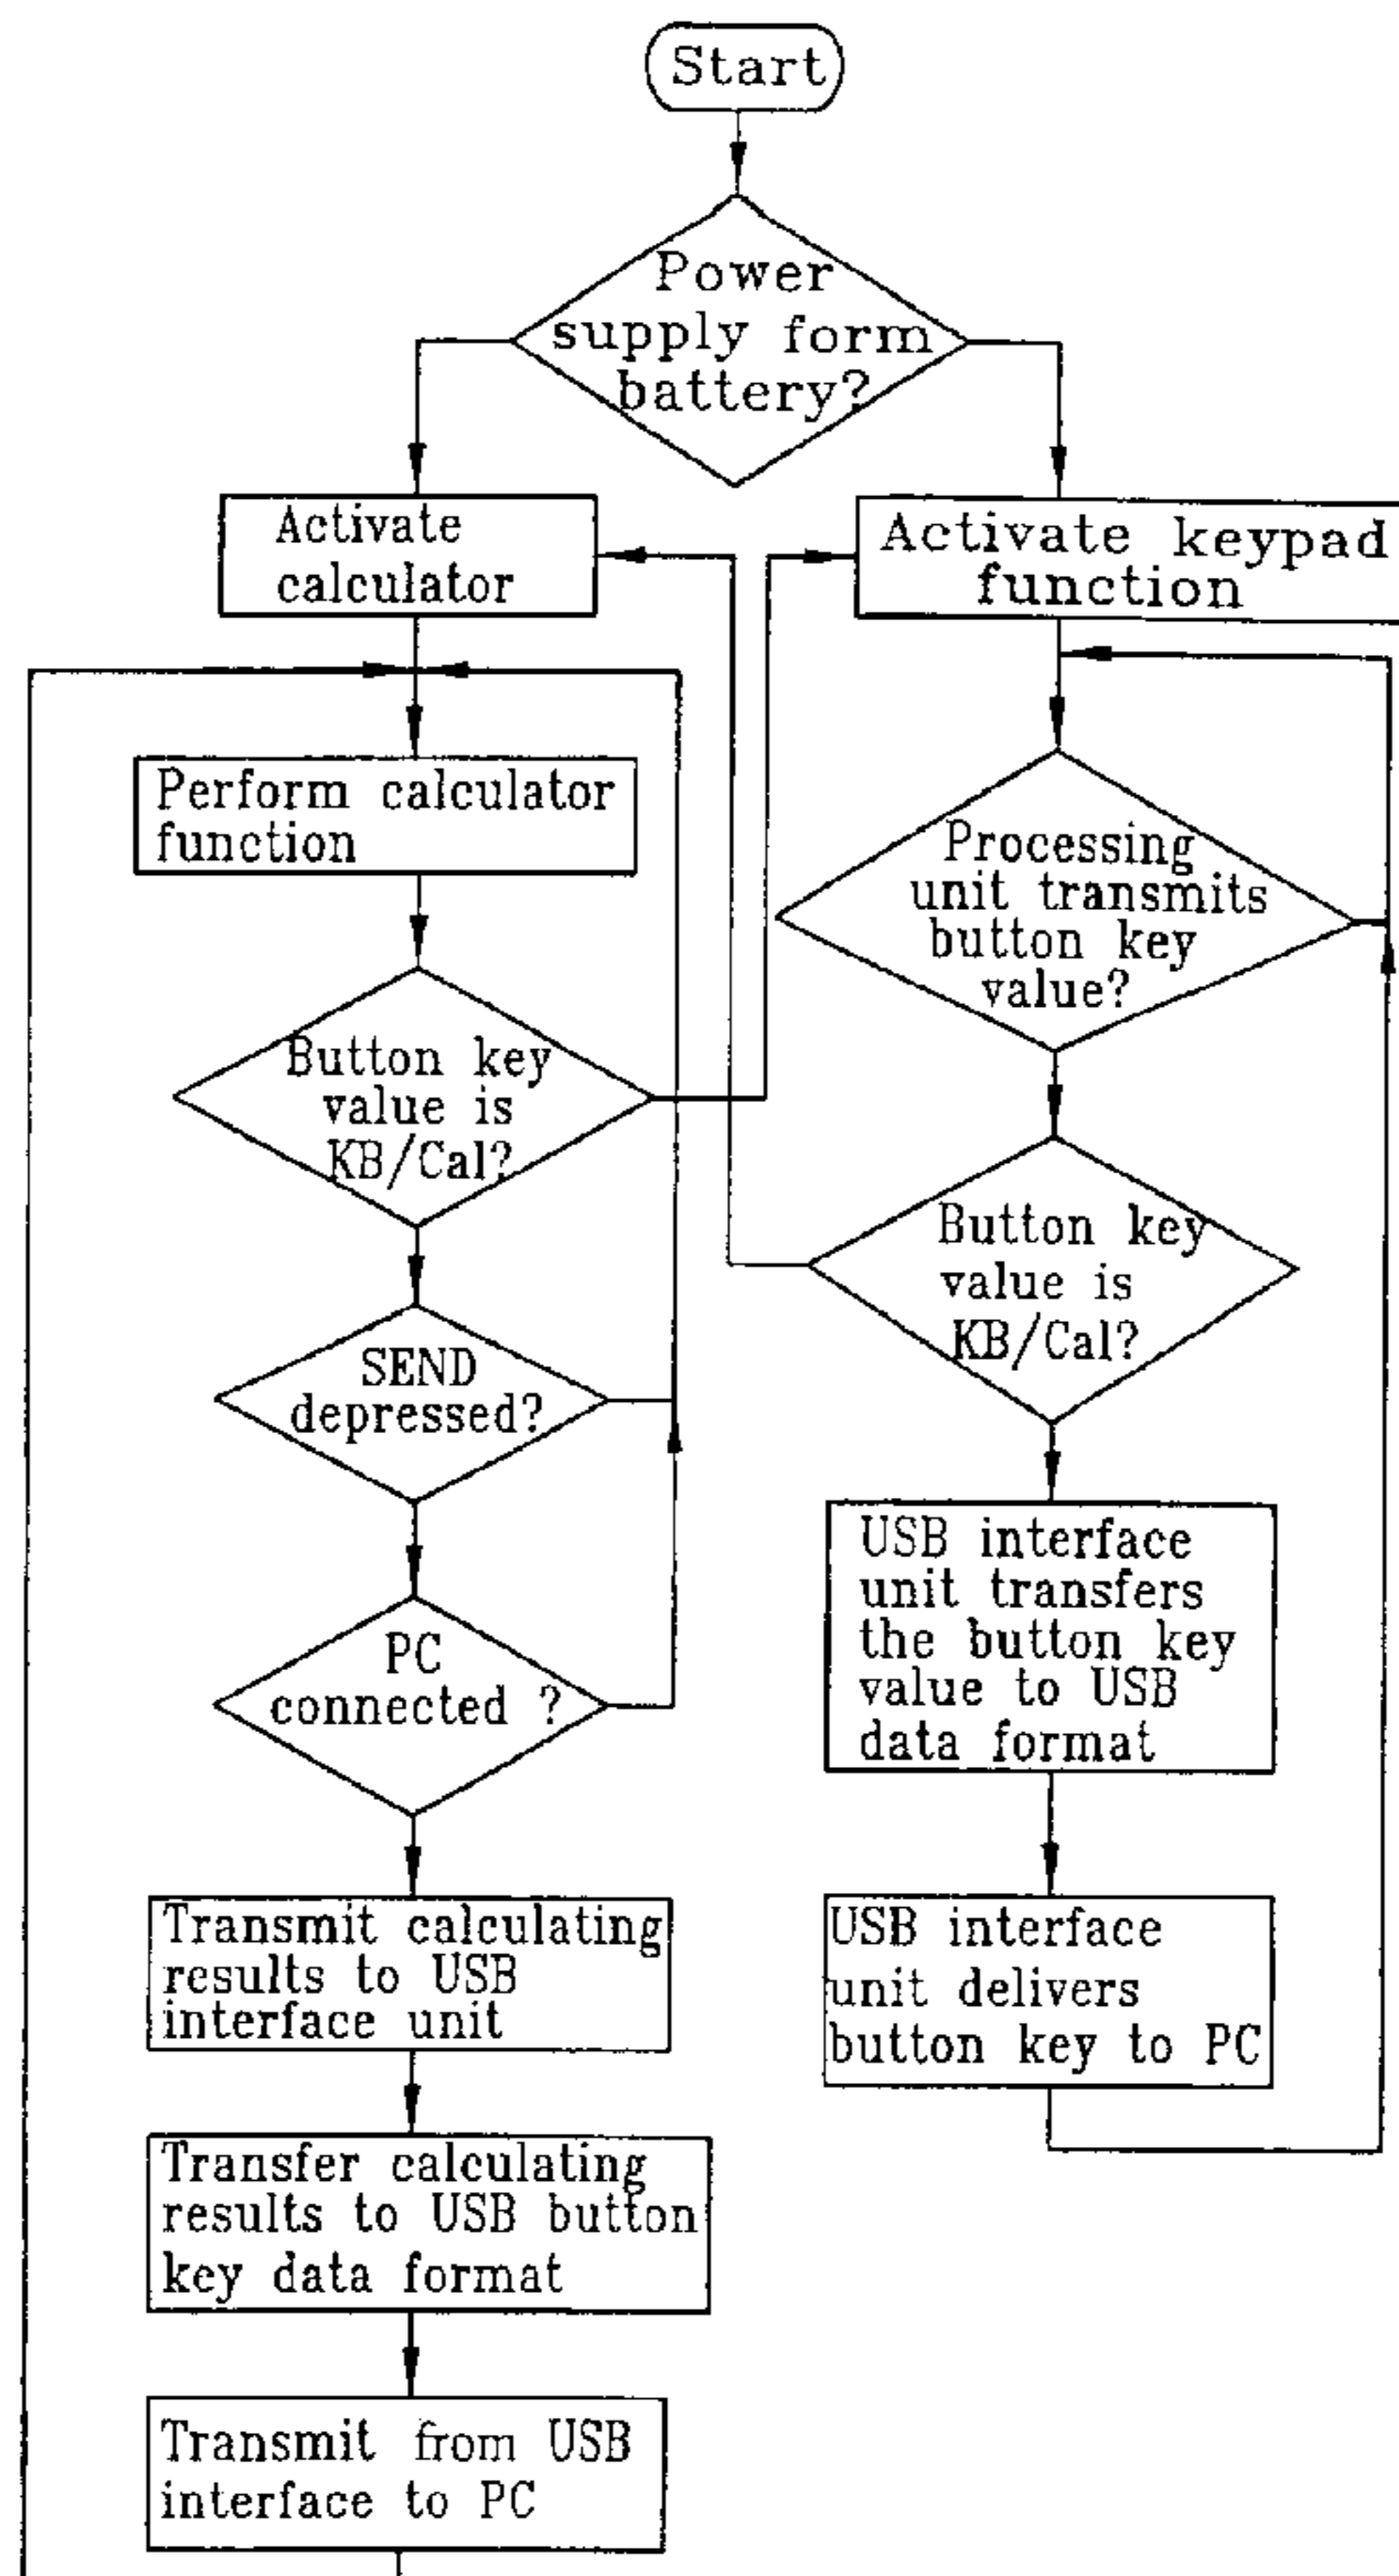 Start
Power
supply form
battery?
Activate
calculator
Activate keypad
function
Perform calculator
function
Processing
unit transmits
button key
value?
Button key
value is
KB/Cal?
Button key
value is
KB/Cal?
SEND
depressed?
USB interface
unit transfers
the button key
value to USB
data format
PC
connected ?
Transmit calculating
results to USB
interface unit
USB interface
unit delivers
button key to PC
Transfer calculating
results to USB button
key data format
Transmit from USB
interface to PC